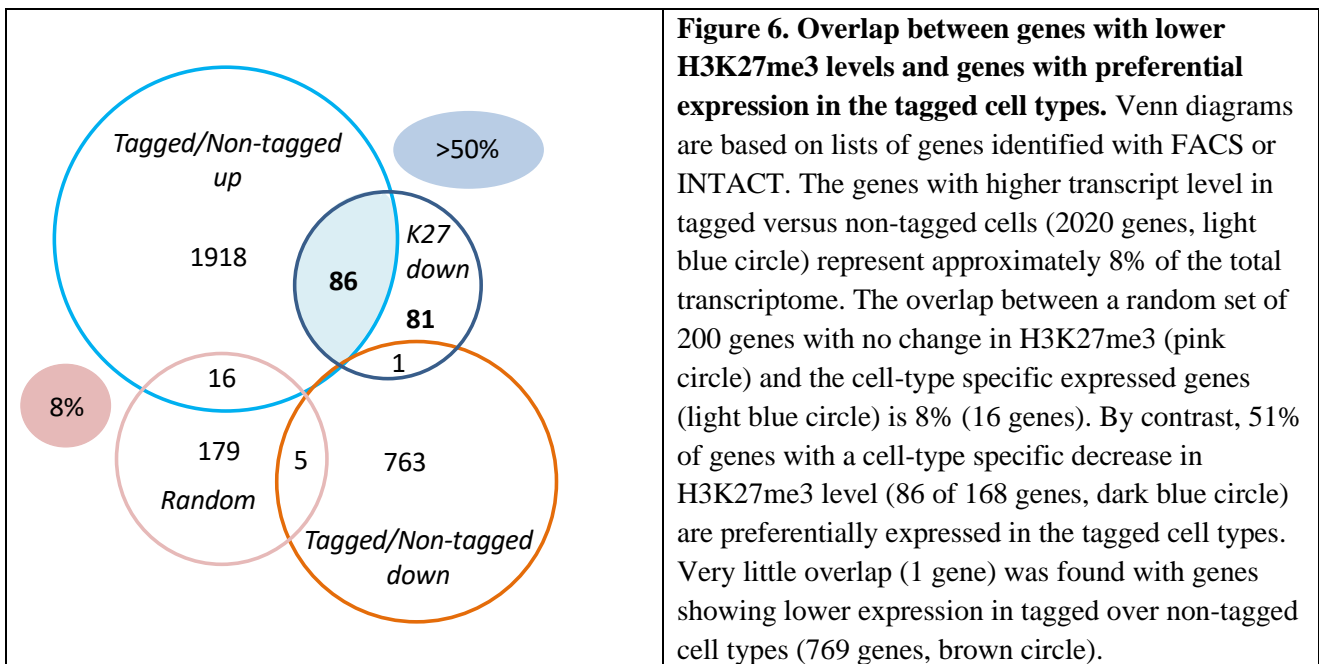 Tagged/Non-tagged
up
>50%
K27
down
1918
86
81
1
16
8%
179
5
763
Random
Tagged/Non-tagged
down
Figure 6. Overlap between genes with lower
H3K27me3 levels and genes with preferential
expression in the tagged cell types. Venn diagrams
are based on lists of genes identified with FACS or
INTACT. The genes with higher transcript level in
tagged versus non-tagged cells (2020 genes, light
blue circle) represent approximately 8% of the total
transcriptome. The overlap between a random set of
200 genes with no change in H3K27me3 (pink
circle) and the cell-type specific expressed genes
(light blue circle) is 8% (16 genes). By contrast, 51%
of genes with a cell-type specific decrease in
H3K27me3 level (86 of 168 genes, dark blue circle)
are preferentially expressed in the tagged cell types.
Very little overlap (1 gene) was found with genes
showing lower expression in tagged over non-tagged
cell types (769 genes, brown circle).